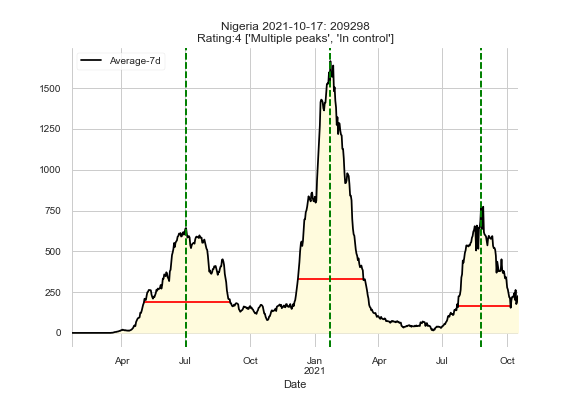 Nigeria 2021-10-17: 209298
Rating:4 ['Multiple peaks', 'In control']
Average-7d
1500
1250
1000
750
500
250
0
Apr Jul Oct Jan Apr Jul Oct
2021
Date